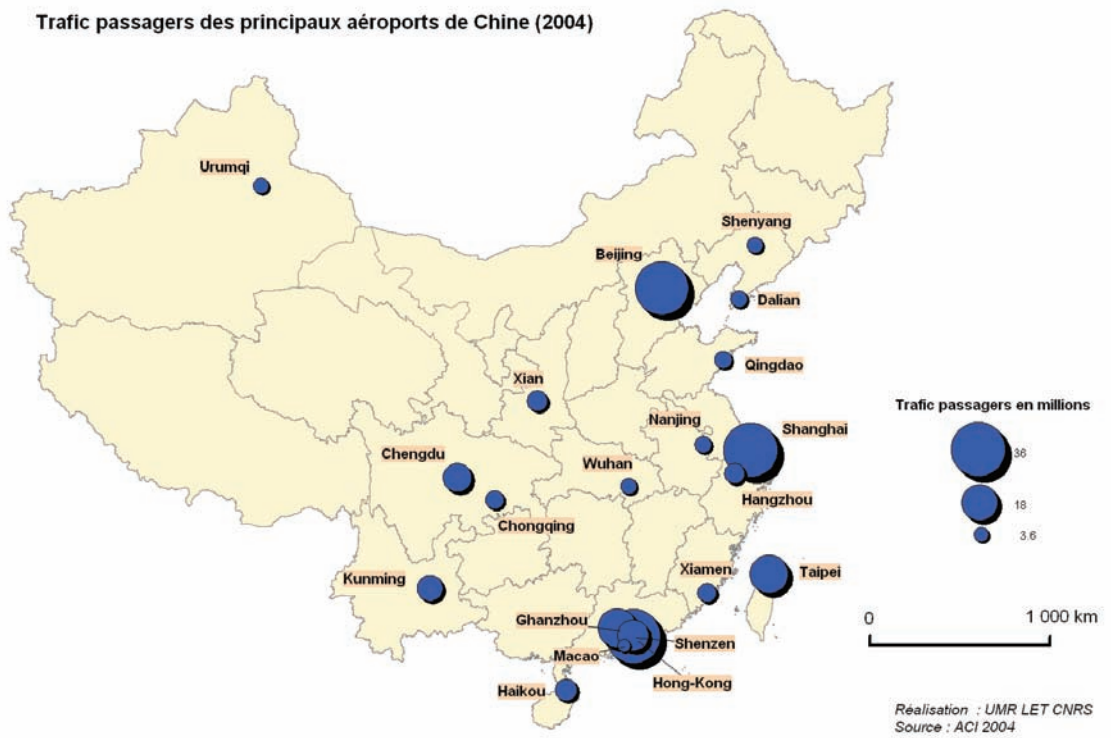 Trafic passagers des principaux aéroports de Chine (2004)
Urumqi
Shenyang
Beijing
Dalian
Qingdao
Xian
Nanjing
Shanghai
Chengdu
Wuhan
Hangzhou
Chongqing
Kunming
Xiamen
Taipei
Ghanzhou
Shenzen
Macao
Hong-Kong
Haikou
Trafic passagers en millions
36
18
3.6
0 1 000 km
Réalisation : UMR LET CNRS
Source : ACI 2004